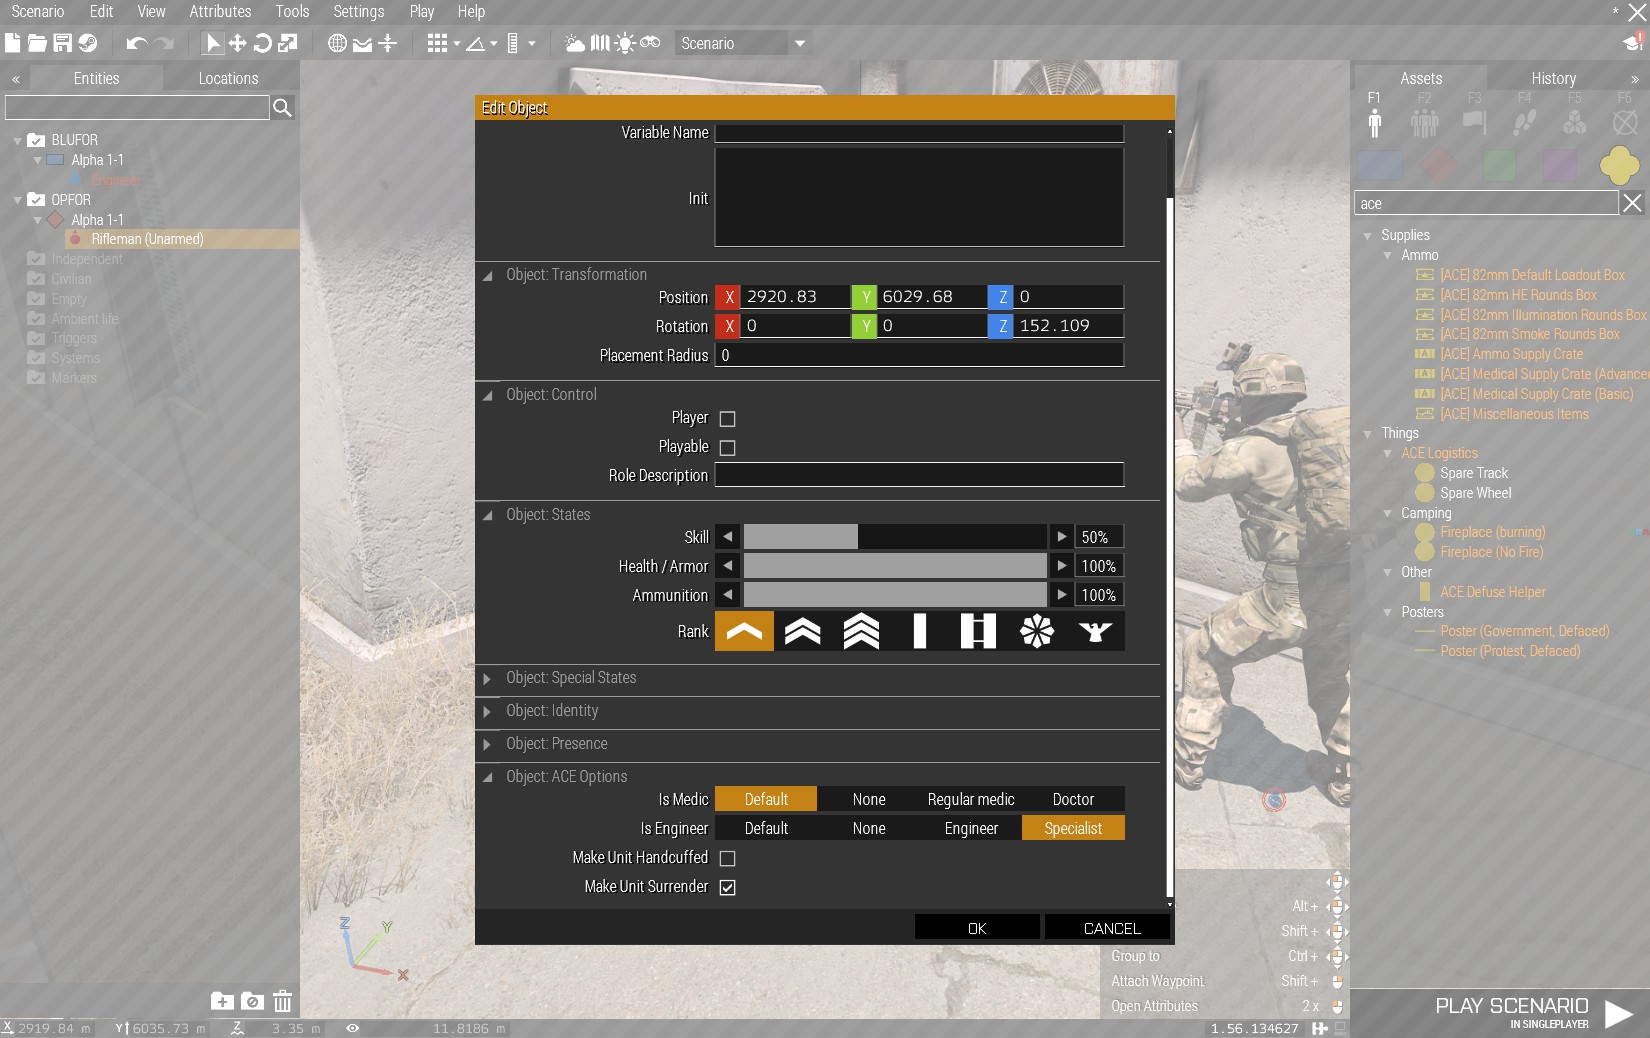 Scenario Edit View Attributes Tools Settings Play Help
*
Scenario
« Entities Locations
BLUFOR
Alpha 1-1
Engineer
OPFOR
Alpha 1-1
Rifleman (Unarmed)
Independent
Civilian
Empty
Ambient life
Triggers
Systems
Markers
Edit Object
Variable Name
Init
Object: Transformation
Position X 2920.83 Y 6029.68 Z 0
Rotation X 0 Y 0 Z 152.109
Placement Radius 0
Object: Control
Player
Playable
Role Description
Object: States
Skill 50%
Health / Armor 100%
Ammunition 100%
Rank
Object: Special States
Object: Identity
Object: Presence
Object: ACE Options
Is Medic Default None Regular medic Doctor
Is Engineer Default None Engineer Specialist
Make Unit Handcuffed
Make Unit Surrender
OK CANCEL
Assets History »
F1 F2 F3 F4 F5 F6
ace
Supplies
Ammo
[ACE] 82mm Default Loadout Box
[ACE] 82mm HE Rounds Box
[ACE] 82mm Illumination Rounds Box
[ACE] 82mm Smoke Rounds Box
[ACE] Ammo Supply Crate
[ACE] Medical Supply Crate (Advance
[ACE] Medical Supply Crate (Basic)
[ACE] Miscellaneous Items
Things
ACE Logistics
Spare Track
Spare Wheel
Camping
Fireplace (burning)
Fireplace (No Fire)
Other
ACE Defuse Helper
Posters
Poster (Government, Defaced)
Poster (Protest, Defaced)
Z Y X
Alt +
Shift +
Group to Ctrl +
Attach Waypoint Shift +
Open Attributes 2 x
PLAY SCENARIO
IN SINGLEPLAYER
X 2919.84 m Y 6035.73 m Z 3.35 m 11.8186 m 1.56.134627